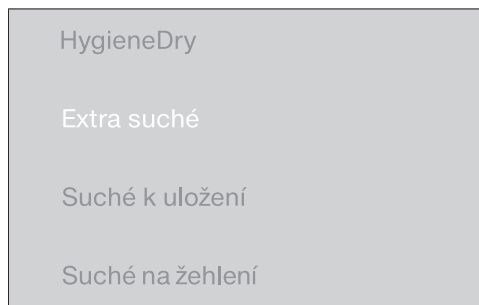 HygieneDry
Extra suché
Suché k uložení
Suché na žehlení